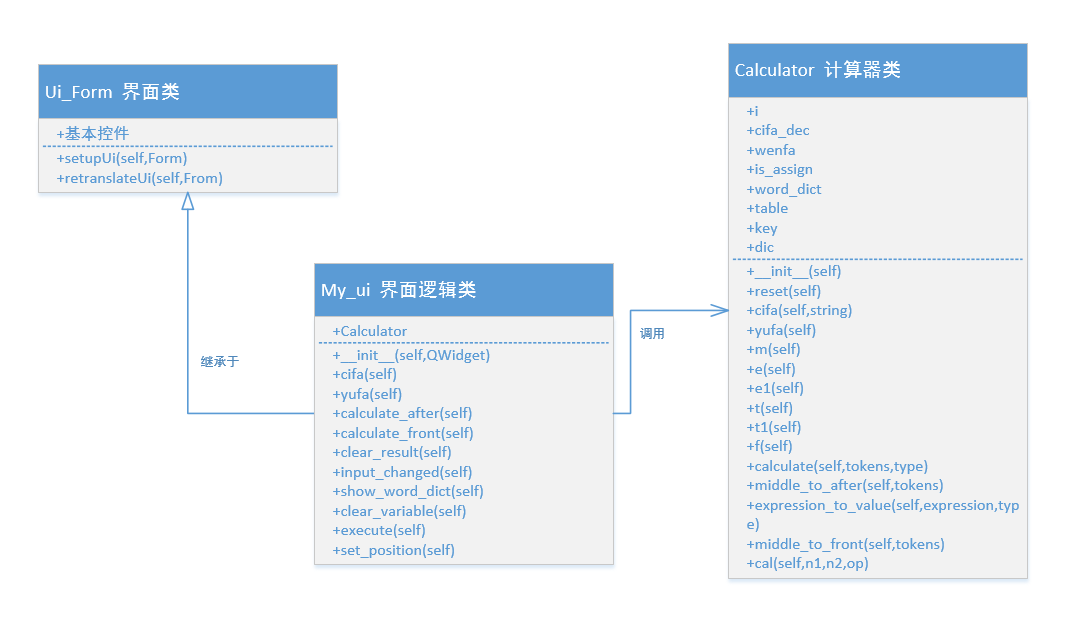 Ui_Form 界面类
+基本控件
+setupUi(self,Form)
+retranslateUi(self,From)
继承于
My_ui 界面逻辑类
+Calculator
+__init__(self,QWidget)
+cifa(self)
+yufa(self)
+calculate_after(self)
+calculate_front(self)
+clear_result(self)
+input_changed(self)
+show_word_dict(self)
+clear_variable(self)
+execute(self)
+set_position(self)
调用
Calculator 计算器类
+i
+cifa_dec
+wenfa
+is_assign
+word_dict
+table
+key
+dic
+__init__(self)
+reset(self)
+cifa(self,string)
+yufa(self)
+m(self)
+e(self)
+e1(self)
+t(self)
+t1(self)
+f(self)
+calculate(self,tokens,type)
+middle_to_after(self,tokens)
+expression_to_value(self,expression,typ
e)
+middle_to_front(self,tokens)
+cal(self,n1,n2,op)